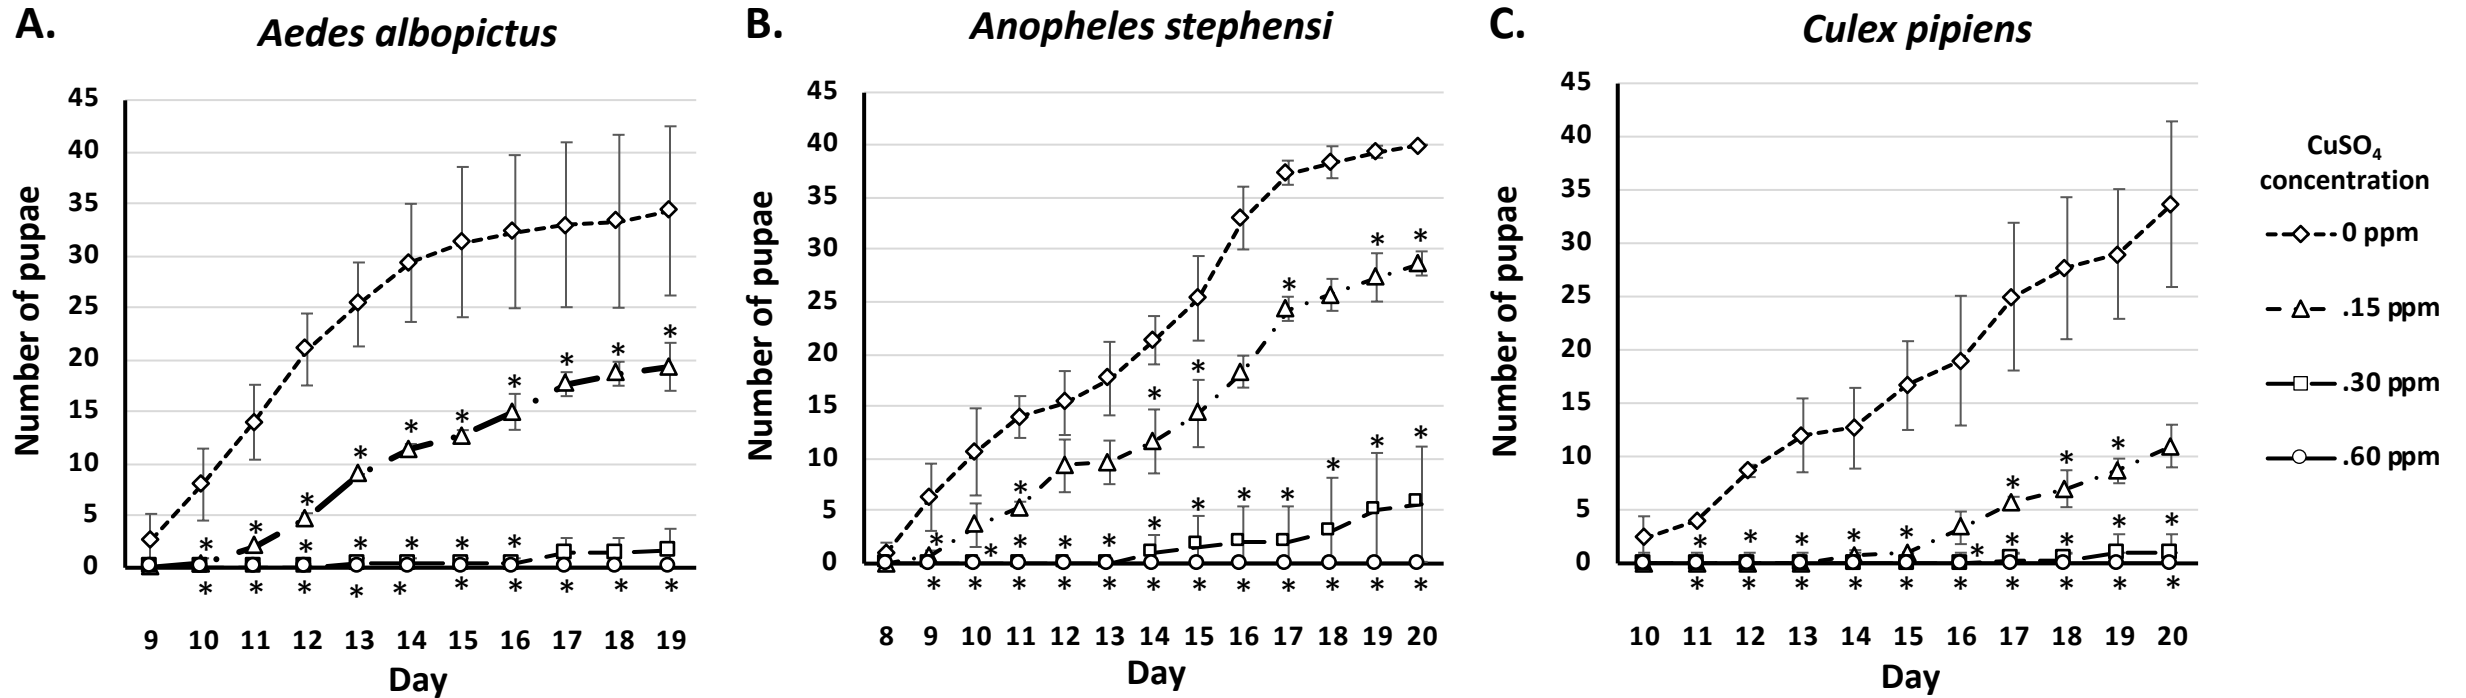 A.
Aedes albopictus
Number of pupae
45
40
35
30
25
20
15
10
5
0
* * * * * * * * *
* * * * * * *
* * * * * * * * * *
9 10 11 12 13 14 15 16 17 18 19
Day
B.
Anopheles stephensi
Number of pupae
45
40
35
30
25
20
15
10
5
0
* * * * * *
* * * * * * * * * * * *
* * * * * * * * * * * *
8 9 10 11 12 13 14 15 16 17 18 19 20
Day
C.
Culex pipiens
Number of pupae
45
40
35
30
25
20
15
10
5
0
* * *
* * * * * * * * * *
* * * * * * * * * *
10 11 12 13 14 15 16 17 18 19 20
Day
CuSO4
concentration
0 ppm
.15 ppm
.30 ppm
.60 ppm